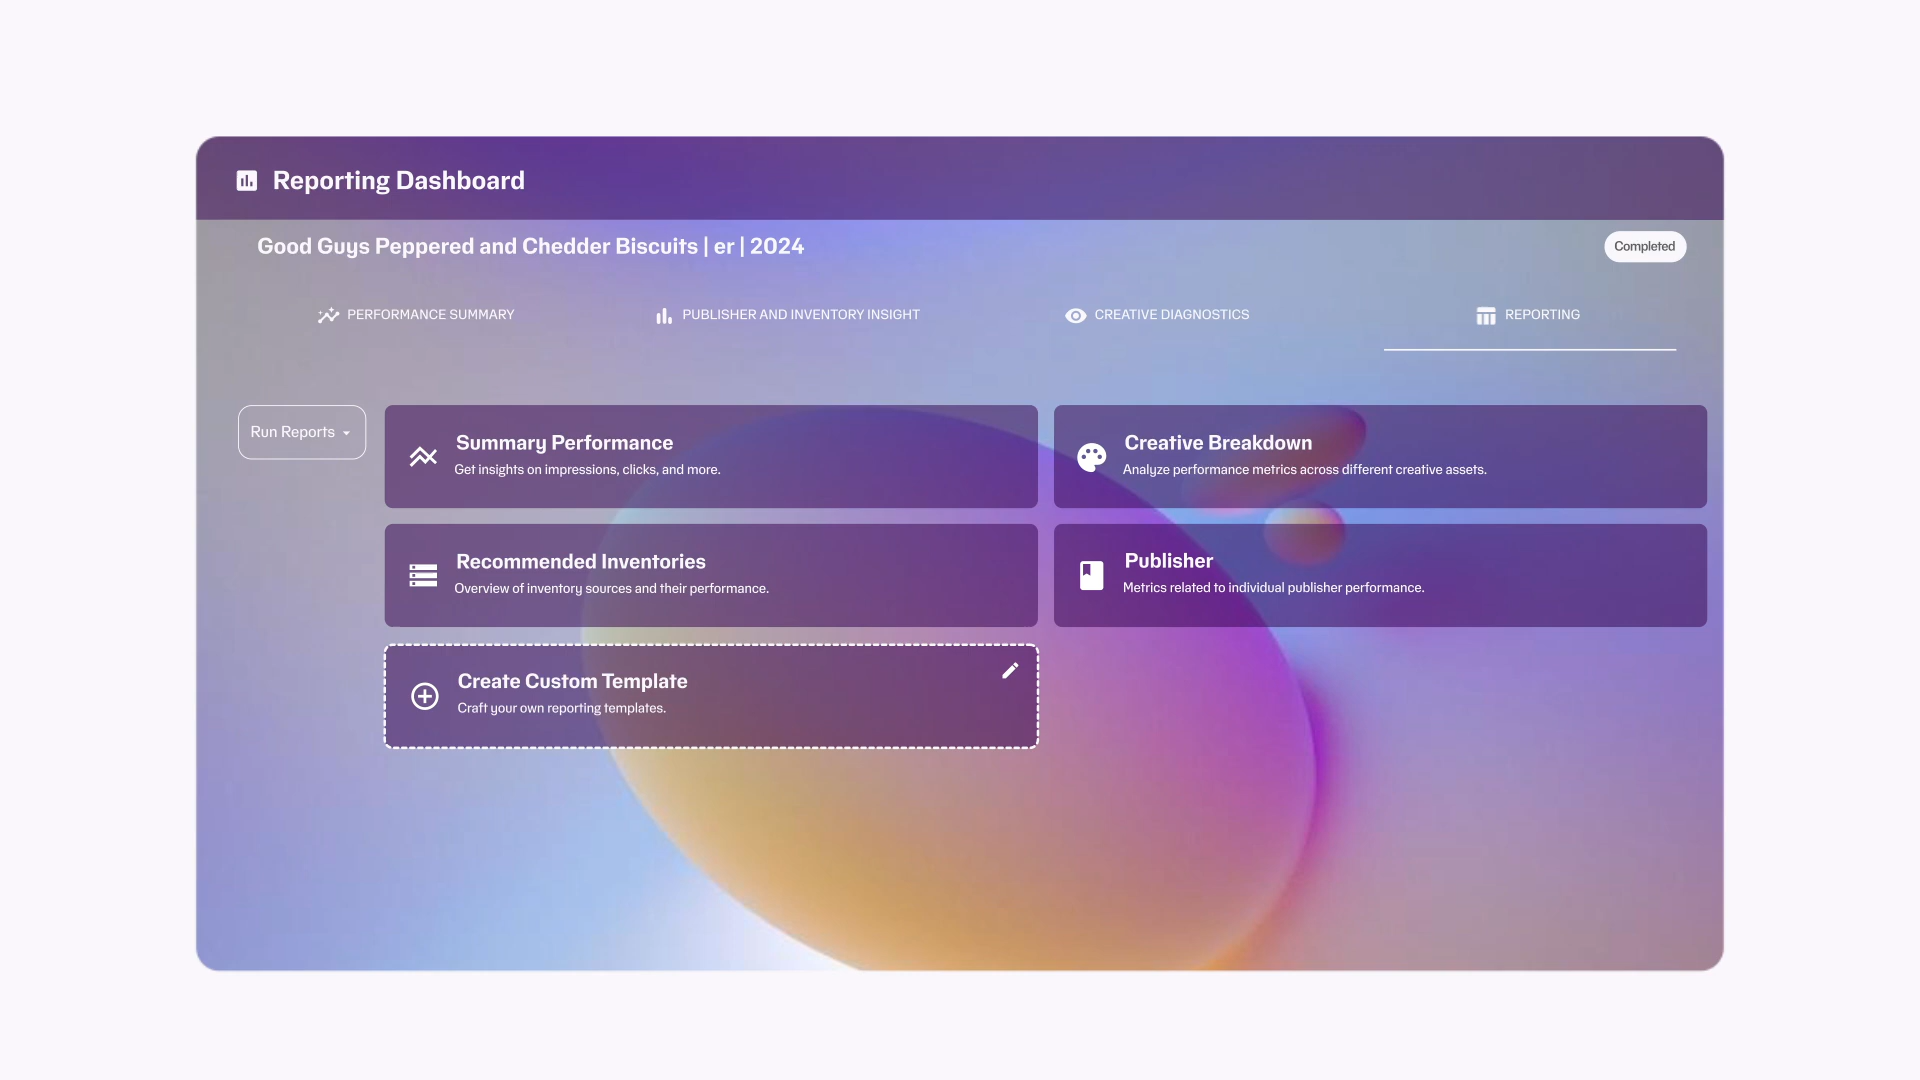 Reporting Dashboard
Good Guys Peppered and Chedder Biscuits | er | 2024
Completed
PERFORMANCE SUMMARY
PUBLISHER AND INVENTORY INSIGHT
CREATIVE DIAGNOSTICS
REPORTING
Run Reports
Summary Performance
Get insights on impressions, clicks, and more.
Creative Breakdown
Analyze performance metrics across different creative assets.
Recommended Inventories
Overview of inventory sources and their performance.
Publisher
Metrics related to individual publisher performance.
Create Custom Template
Craft your own reporting templates.